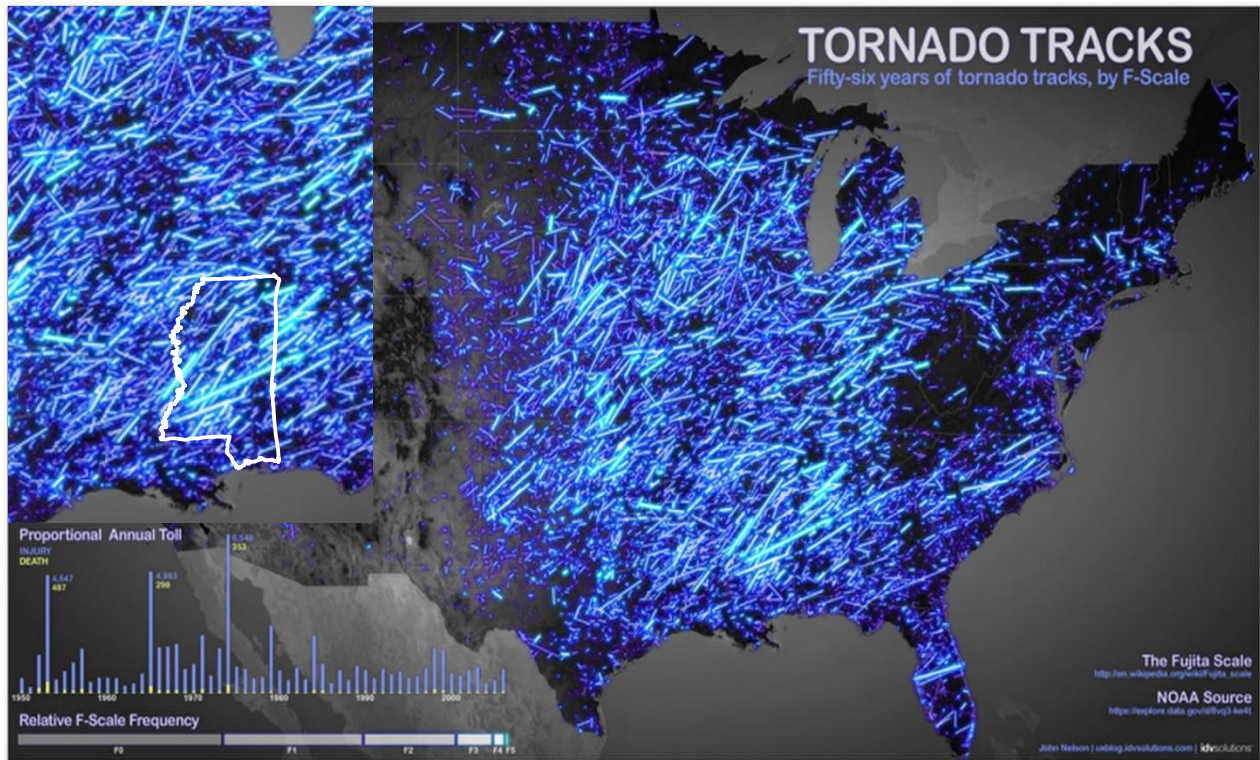 TORNADO TRACKS
Fifty-six years of tornado tracks, by F-Scale
Proportional Annual Toll
INJURY
DEATH
4,647
487
4,983
298
353
1950 1960 1970 1980 1990 2000
Relative F-Scale Frequency
F0 F1 F2 F3 F4 F5
The Fujita Scale
http://en.wikipedia.org/wiki/Fujita_scale
NOAA Source
John Nelson | uxblog.idvsolutions.com | idvsolutions